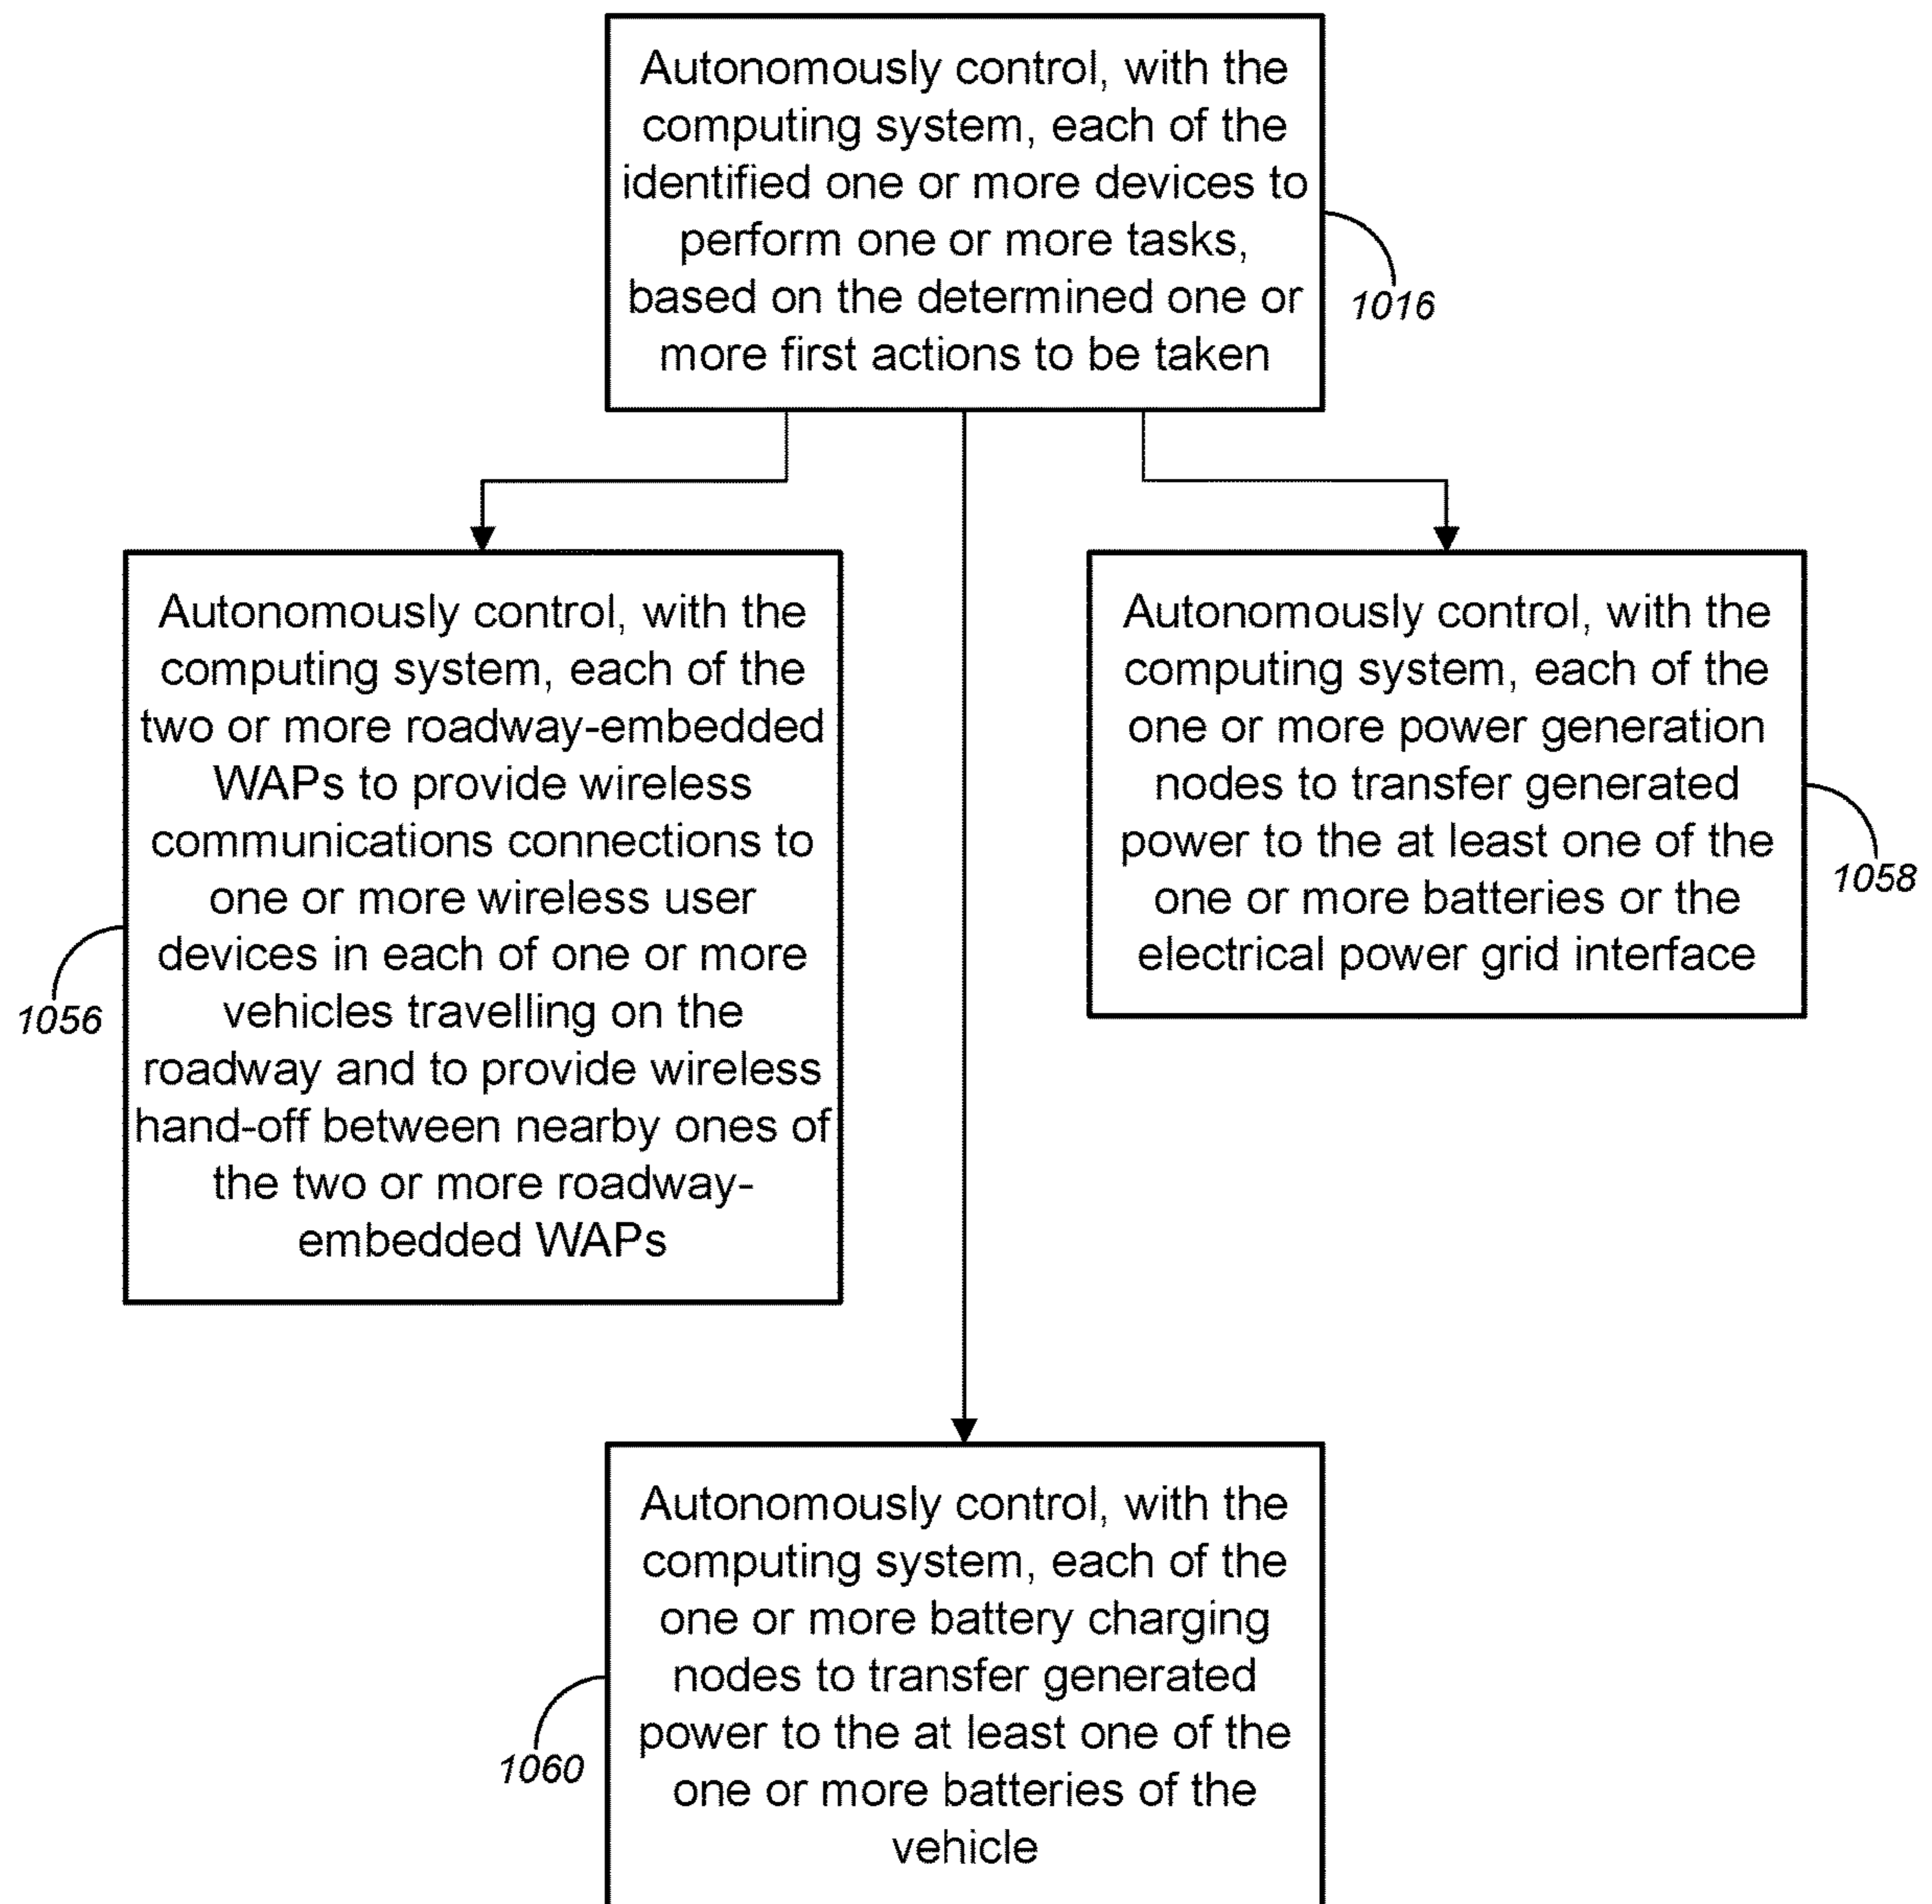 Autonomously control, with the
computing system, each of the
identified one or more devices to
perform one or more tasks,
based on the determined one or
more first actions to be taken
1016
Autonomously control, with the
computing system, each of the
two or more roadway-embedded
WAPs to provide wireless
communications connections to
one or more wireless user
devices in each of one or more
vehicles travelling on the
roadway and to provide wireless
hand-off between nearby ones of
the two or more roadway-
embedded WAPs
1056
Autonomously control, with the
computing system, each of the
one or more power generation
nodes to transfer generated
power to the at least one of the
one or more batteries or the
electrical power grid interface
1058
Autonomously control, with the
computing system, each of the
one or more battery charging
nodes to transfer generated
power to the at least one of the
one or more batteries of the
vehicle
1060